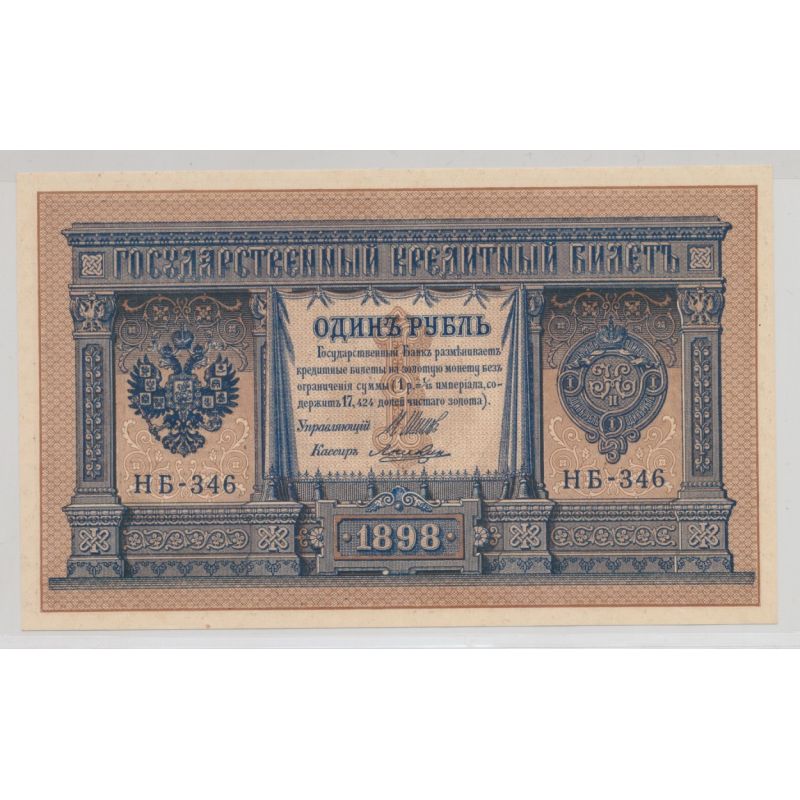 ГОСУДАРСТВЕННЫЙ КРЕДИТНЫЙ БИЛЕТЪ
ОДИНЪ РУБЛЬ
Государственный Банкъ размѣниваетъ
кредитные билеты на золотую монету безъ
ограниченія суммы (1 р. = 1/15 имперіала, со-
держитъ 17,424 долей чистаго золота).
Управляющій
Кассиръ
НБ-346
НБ-346
1898